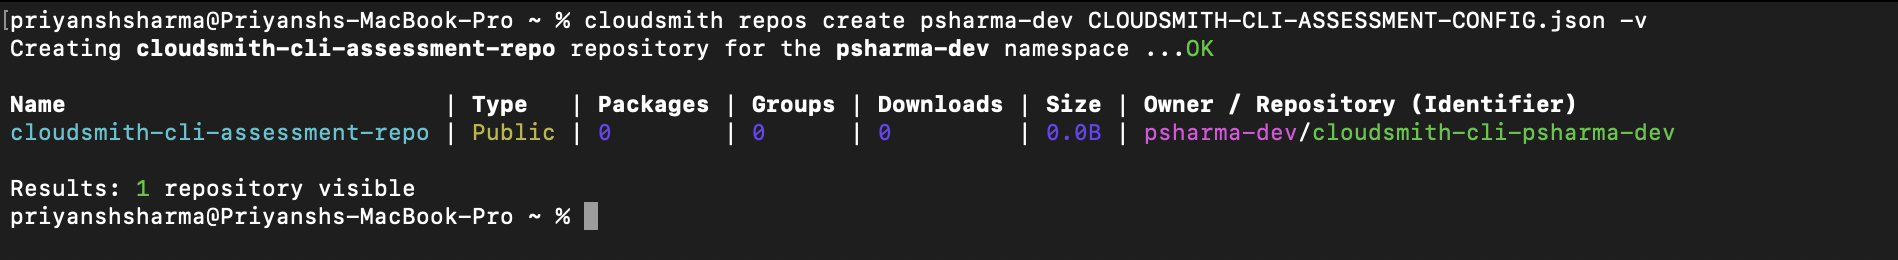 [priyanshsharma@Priyanshs-MacBook-Pro ~ % cloudsmith repos create psharma-dev CLOUDSMITH-CLI-ASSESSMENT-CONFIG.json -v
Creating cloudsmith-cli-assessment-repo repository for the psharma-dev namespace ...OK
Name | Type | Packages | Groups | Downloads | Size | Owner / Repository (Identifier)
cloudsmith-cli-assessment-repo | Public | 0 | 0 | 0 | 0.0B | psharma-dev/cloudsmith-cli-psharma-dev
Results: 1 repository visible
priyanshsharma@Priyanshs-MacBook-Pro ~ %